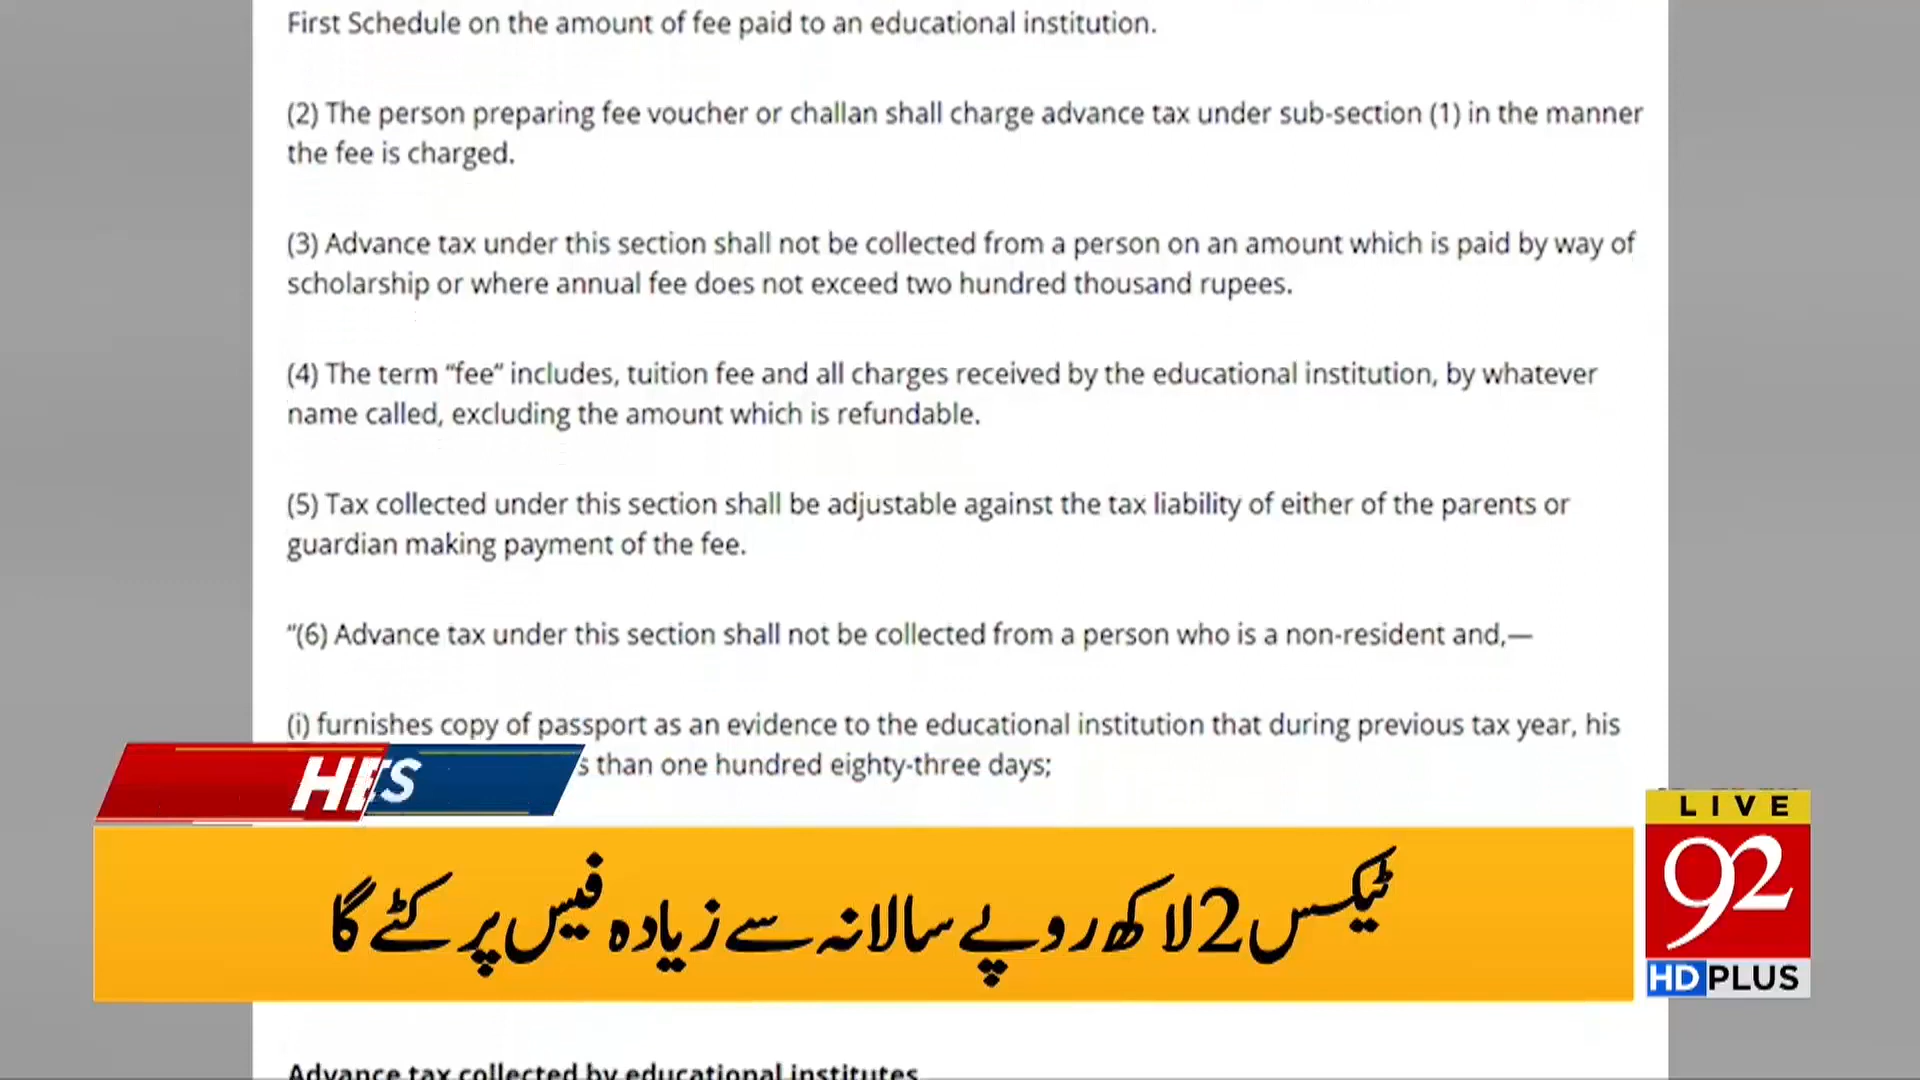 First Schedule on the amount of fee paid to an educational institution.
(2) The person preparing fee voucher or challan shall charge advance tax under sub-section (1) in the manner
the fee is charged.
(3) Advance tax under this section shall not be collected from a person on an amount which is paid by way of
scholarship or where annual fee does not exceed two hundred thousand rupees.
(4) The term “fee” includes, tuition fee and all charges received by the educational institution, by whatever
name called, excluding the amount which is refundable.
(5) Tax collected under this section shall be adjustable against the tax liability of either of the parents or
guardian making payment of the fee.
“(6) Advance tax under this section shall not be collected from a person who is a non-resident and,—
(i) furnishes copy of passport as an evidence to the educational institution that during previous tax year, his
than one hundred eighty-three days;
ٹیکس 2 لاکھ روپے سالانہ سے زیادہ فیس پر کٹے گا
LIVE
92
HD PLUS
Advance tax collected by educational institutes